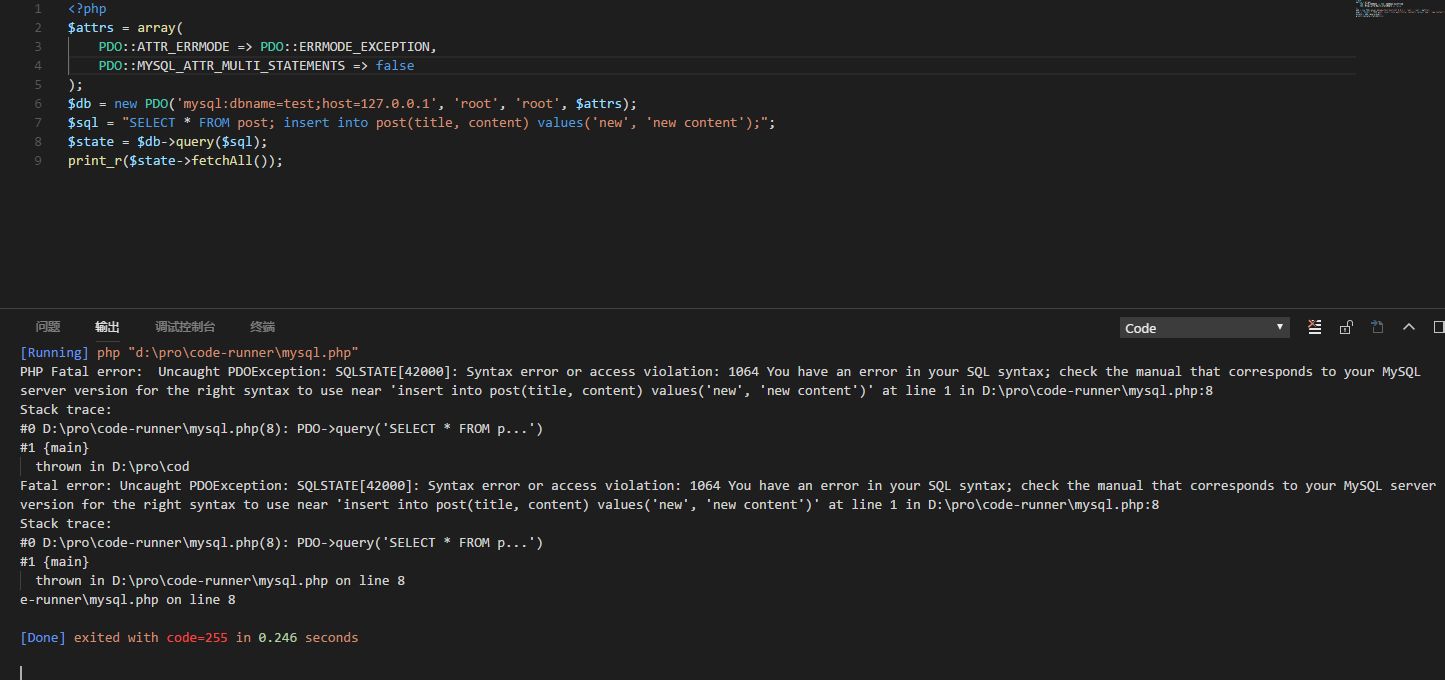 1 <?php
2 $attrs = array(
3     PDO::ATTR_ERRMODE => PDO::ERRMODE_EXCEPTION,
4     PDO::MYSQL_ATTR_MULTI_STATEMENTS => false
5 );
6 $db = new PDO('mysql:dbname=test;host=127.0.0.1', 'root', 'root', $attrs);
7 $sql = "SELECT * FROM post; insert into post(title, content) values('new', 'new content');";
8 $state = $db->query($sql);
9 print_r($state->fetchAll());
问题 输出 调试控制台 终端 Code
[Running] php "d:\pro\code-runner\mysql.php"
PHP Fatal error:  Uncaught PDOException: SQLSTATE[42000]: Syntax error or access violation: 1064 You have an error in your SQL syntax; check the manual that corresponds to your MySQL
server version for the right syntax to use near 'insert into post(title, content) values('new', 'new content')' at line 1 in D:\pro\code-runner\mysql.php:8
Stack trace:
#0 D:\pro\code-runner\mysql.php(8): PDO->query('SELECT * FROM p...')
#1 {main}
  thrown in D:\pro\cod
Fatal error: Uncaught PDOException: SQLSTATE[42000]: Syntax error or access violation: 1064 You have an error in your SQL syntax; check the manual that corresponds to your MySQL server
version for the right syntax to use near 'insert into post(title, content) values('new', 'new content')' at line 1 in D:\pro\code-runner\mysql.php:8
Stack trace:
#0 D:\pro\code-runner\mysql.php(8): PDO->query('SELECT * FROM p...')
#1 {main}
  thrown in D:\pro\code-runner\mysql.php on line 8
e-runner\mysql.php on line 8
[Done] exited with code=255 in 0.246 seconds